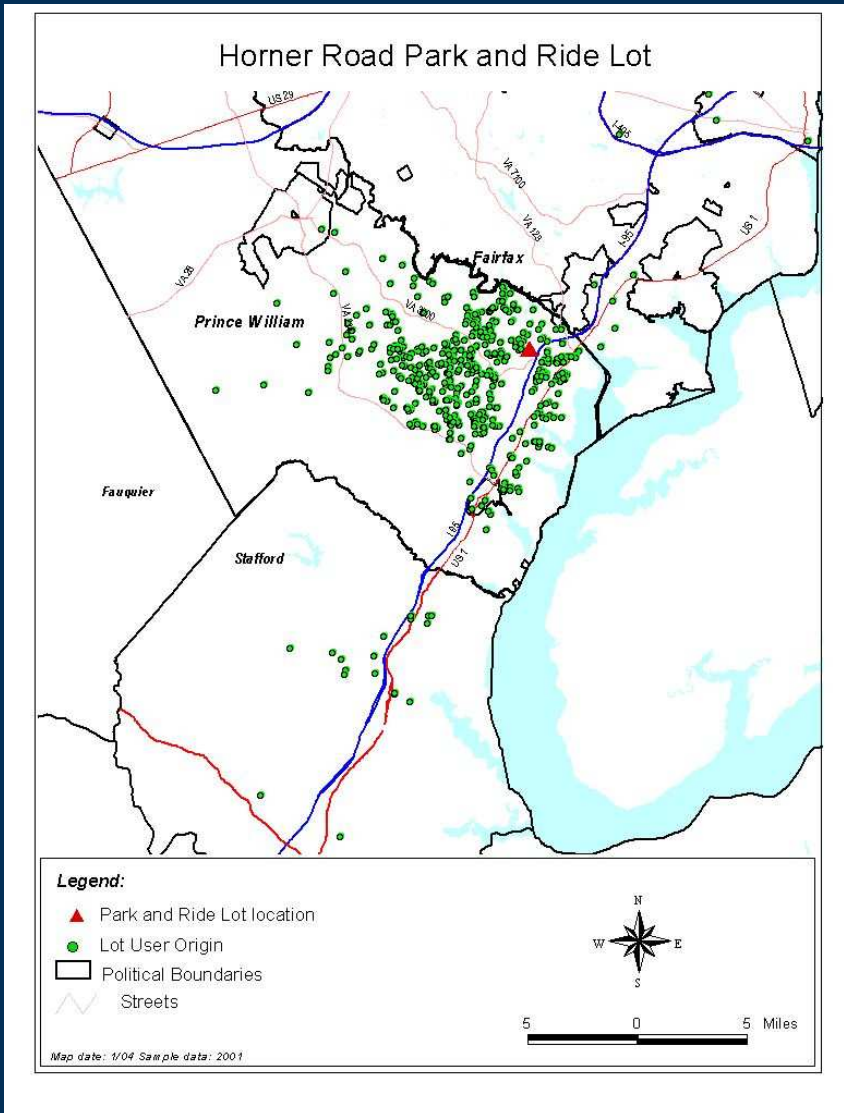 Horner Road Park and Ride Lot
US 29
I-495
VA 7100
I-95
US 1
VA 123
Fairfax
VA 28
Prince William
VA 3000
Fauquier
Stafford
I-95
US 1
Legend:
Park and Ride Lot location
Lot User Origin
Political Boundaries
Streets
N
W
E
S
5
0
5
Miles
Map date: 1/04 Sample data: 2001